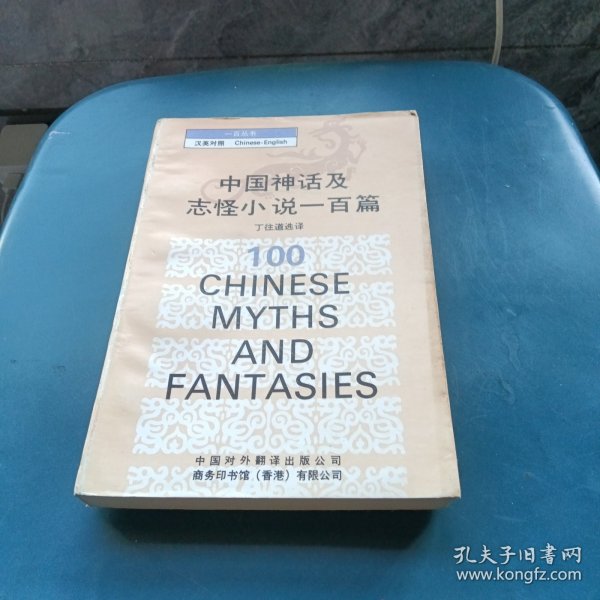 一百丛书
汉英对照 Chinese-English
中国神话及
志怪小说一百篇
丁往道选译
100
CHINESE
MYTHS
AND
FANTASIES
中国对外翻译出版公司
商务印书馆（香港）有限公司
孔夫子旧书网
www.kongfz.com